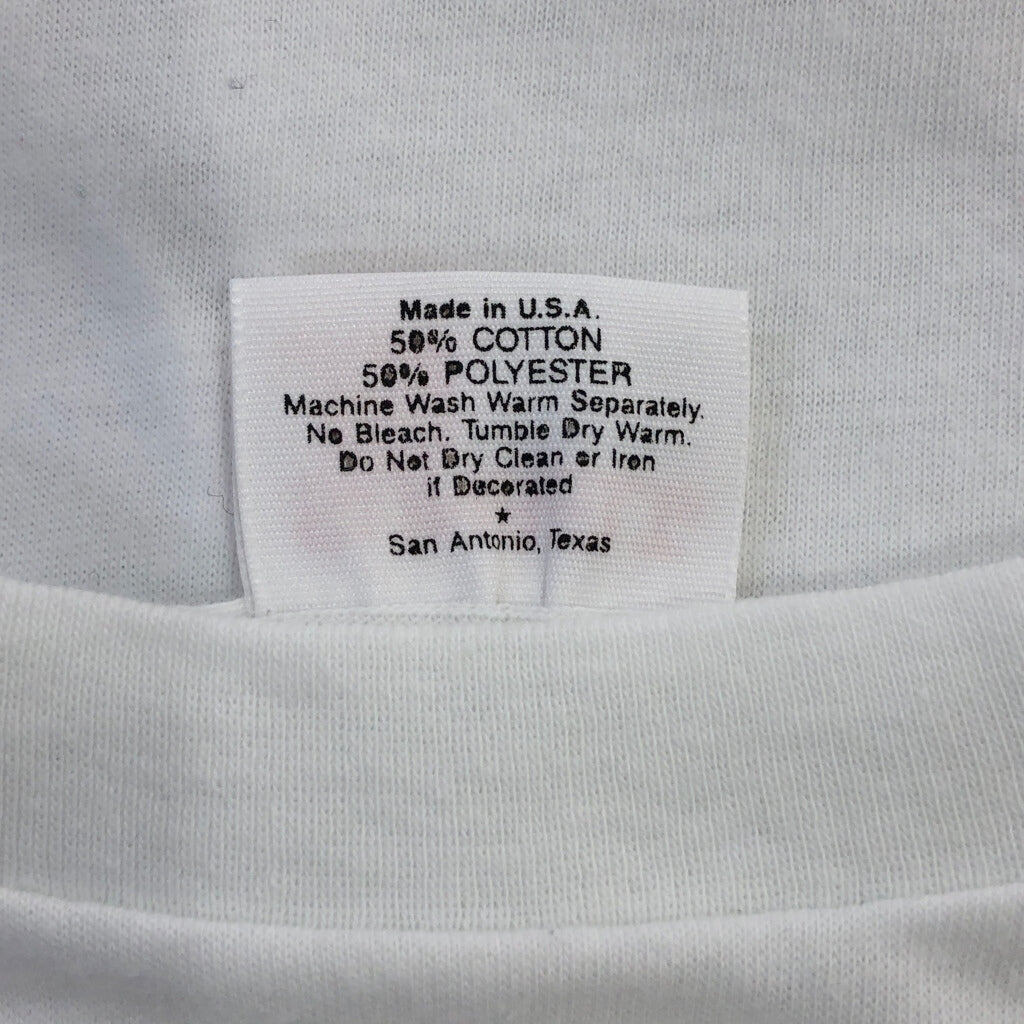 Made in U.S.A.
50% COTTON
50% POLYESTER
Machine Wash Warm Separately.
No Bleach. Tumble Dry Warm.
Do Not Dry Clean or Iron
if Decorated
★
San Antonio, Texas